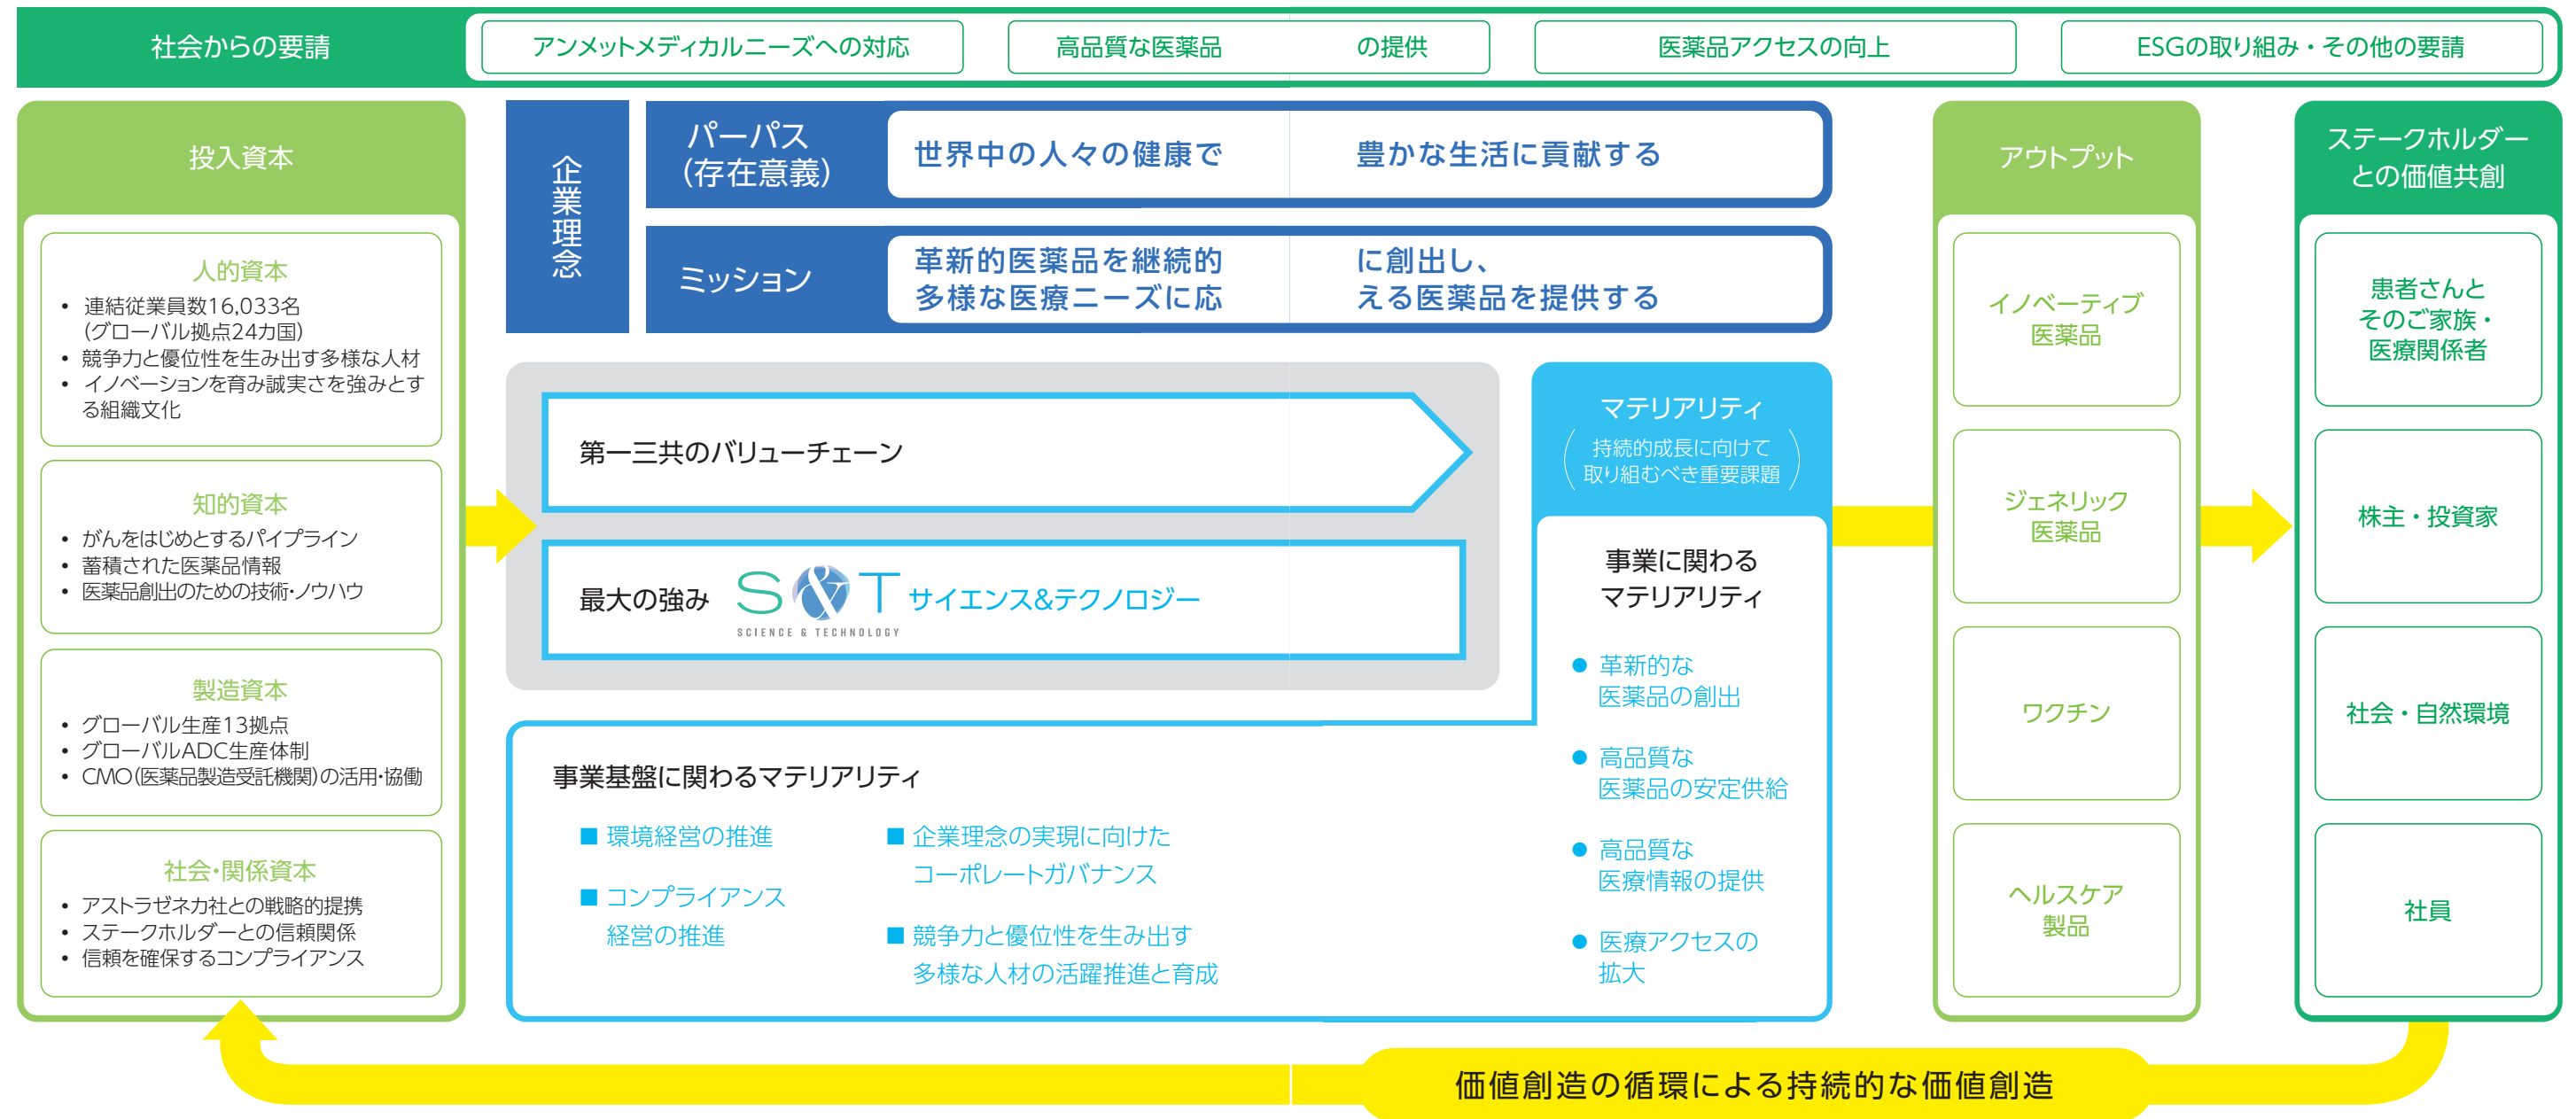 社会からの要請
アンメットメディカルニーズへの対応
高品質な医薬品の提供
医薬品アクセスの向上
ESGの取り組み・その他の要請
投入資本
人的資本
• 連結従業員数16,033名
(グローバル拠点24カ国)
• 競争力と優位性を生み出す多様な人材
• イノベーションを育み誠実さを強みとす
る組織文化
知的資本
• がんをはじめとするパイプライン
• 蓄積された医薬品情報
• 医薬品創出のための技術・ノウハウ
製造資本
• グローバル生産13拠点
• グローバルADC生産体制
• CMO(医薬品製造受託機関)の活用・協働
社会・関係資本
• アストラゼネカ社との戦略的提携
• ステークホルダーとの信頼関係
• 信頼を確保するコンプライアンス
企業理念
パーパス
(存在意義)
世界中の人々の健康で豊かな生活に貢献する
ミッション
革新的医薬品を継続的に創出し、
多様な医療ニーズに応える医薬品を提供する
第一三共のバリューチェーン
最大の強み S&T サイエンス&テクノロジー
SCIENCE & TECHNOLOGY
マテリアリティ
(持続的成長に向けて
取り組むべき重要課題)
事業に関わる
マテリアリティ
● 革新的な
医薬品の創出
● 高品質な
医薬品の安定供給
● 高品質な
医療情報の提供
● 医療アクセスの
拡大
事業基盤に関わるマテリアリティ
■ 環境経営の推進
■ コンプライアンス
経営の推進
■ 企業理念の実現に向けた
コーポレートガバナンス
■ 競争力と優位性を生み出す
多様な人材の活躍推進と育成
アウトプット
イノベーティブ
医薬品
ジェネリック
医薬品
ワクチン
ヘルスケア
製品
ステークホルダー
との価値共創
患者さんと
そのご家族・
医療関係者
株主・投資家
社会・自然環境
社員
価値創造の循環による持続的な価値創造